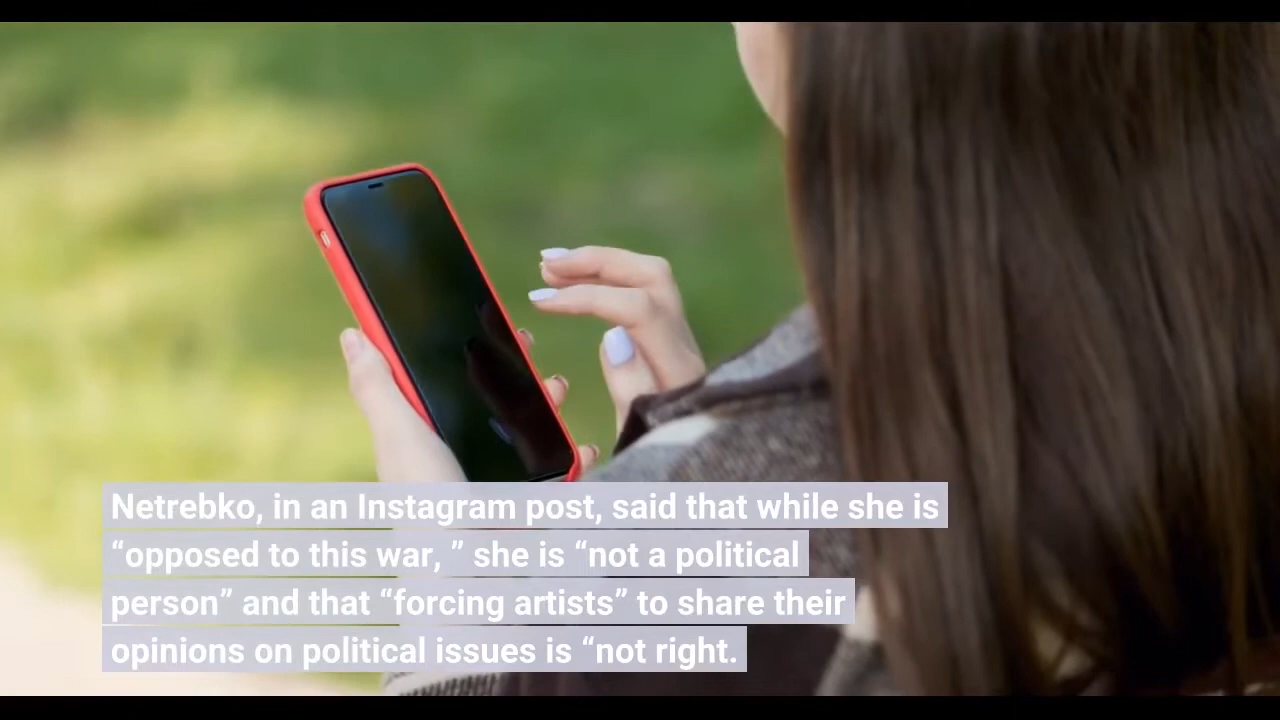 Netrebko, in an Instagram post, said that while she is
“opposed to this war, ” she is “not a political
person” and that “forcing artists” to share their
opinions on political issues is “not right.